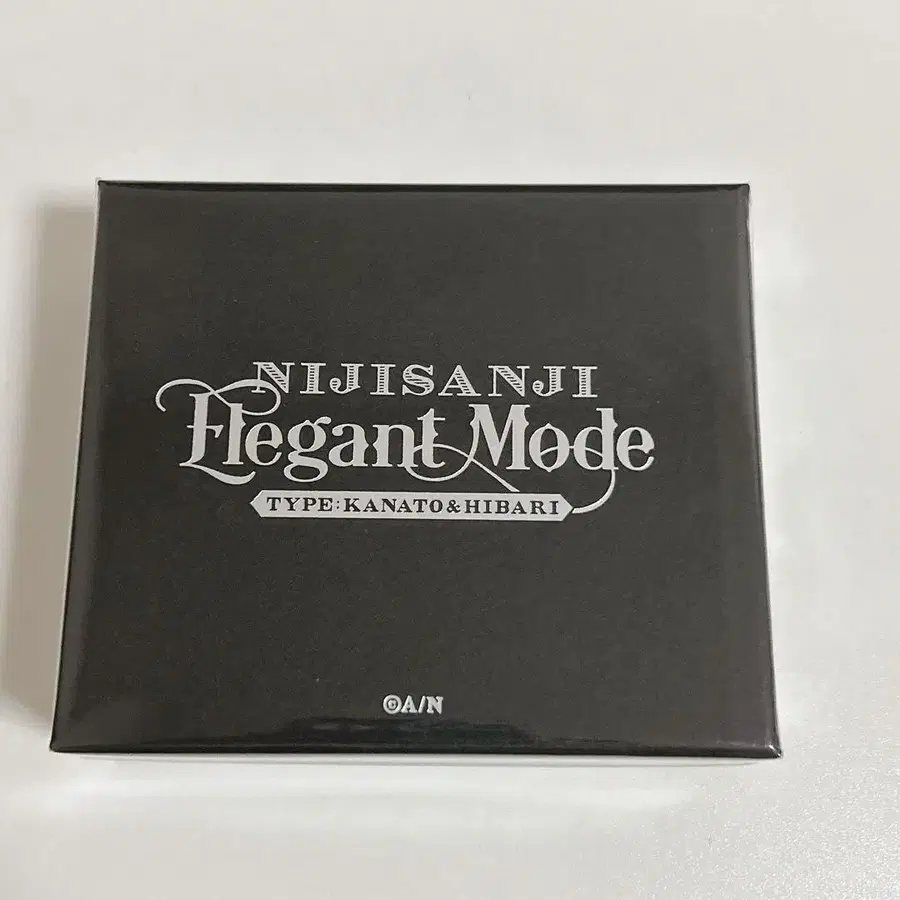 NIJISANJI
Elegant Mode
TYPE:KANATO&HIBARI
©A/N